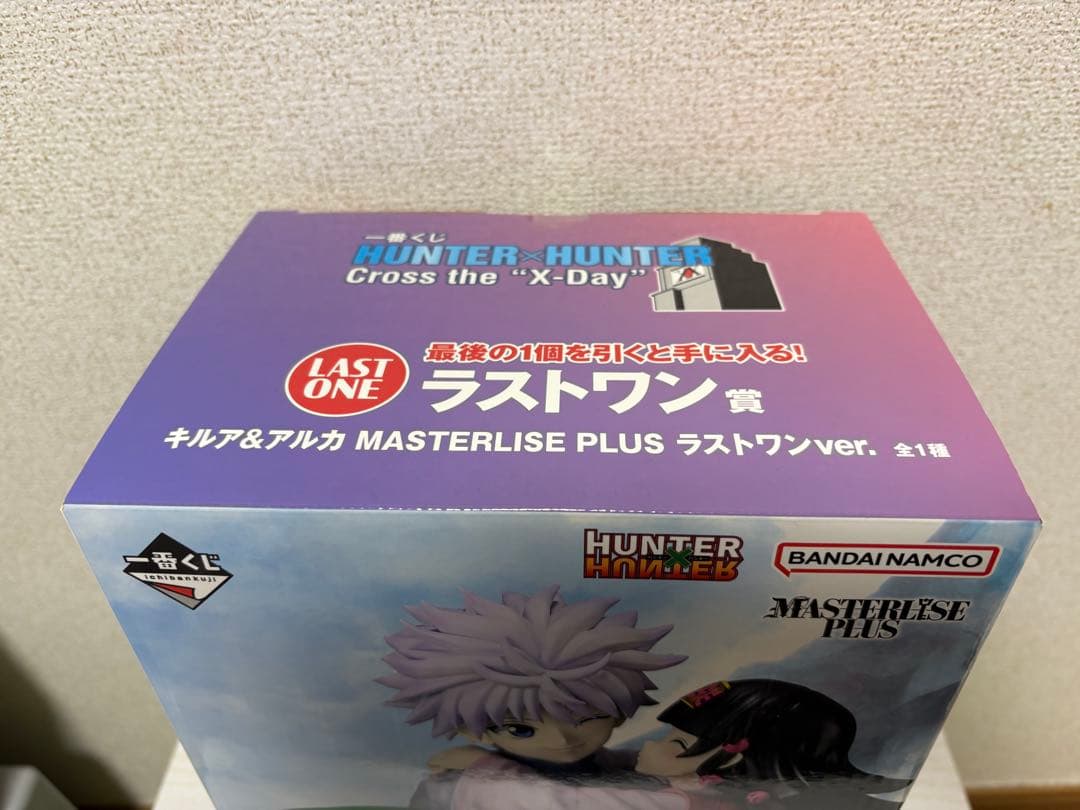 一番くじ
HUNTER×HUNTER
Cross the "X-Day"
LAST
ONE
最後の1個を引くと手に入る!
ラストワン賞
キルア&アルカ MASTERLISE PLUS ラストワンver. 全1種
一番くじ
ichibankuji
HUNTER
×
HUNTER
BANDAI NAMCO
MASTERLISE
PLUS